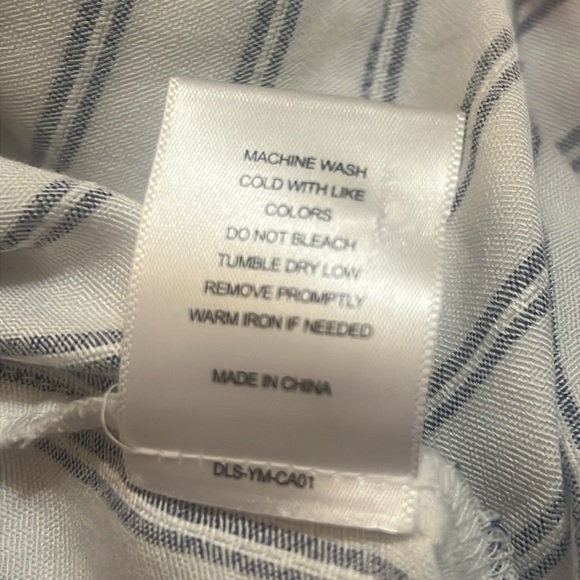 MACHINE WASH
COLD WITH LIKE
COLORS
DO NOT BLEACH
TUMBLE DRY LOW
REMOVE PROMPTLY
WARM IRON IF NEEDED
MADE IN CHINA
DLS-YM-CA01